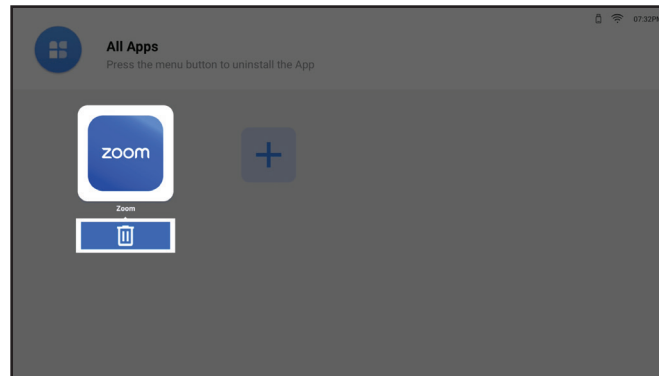 07:32PM
All Apps
Press the menu button to uninstall the App
zoom
Zoom